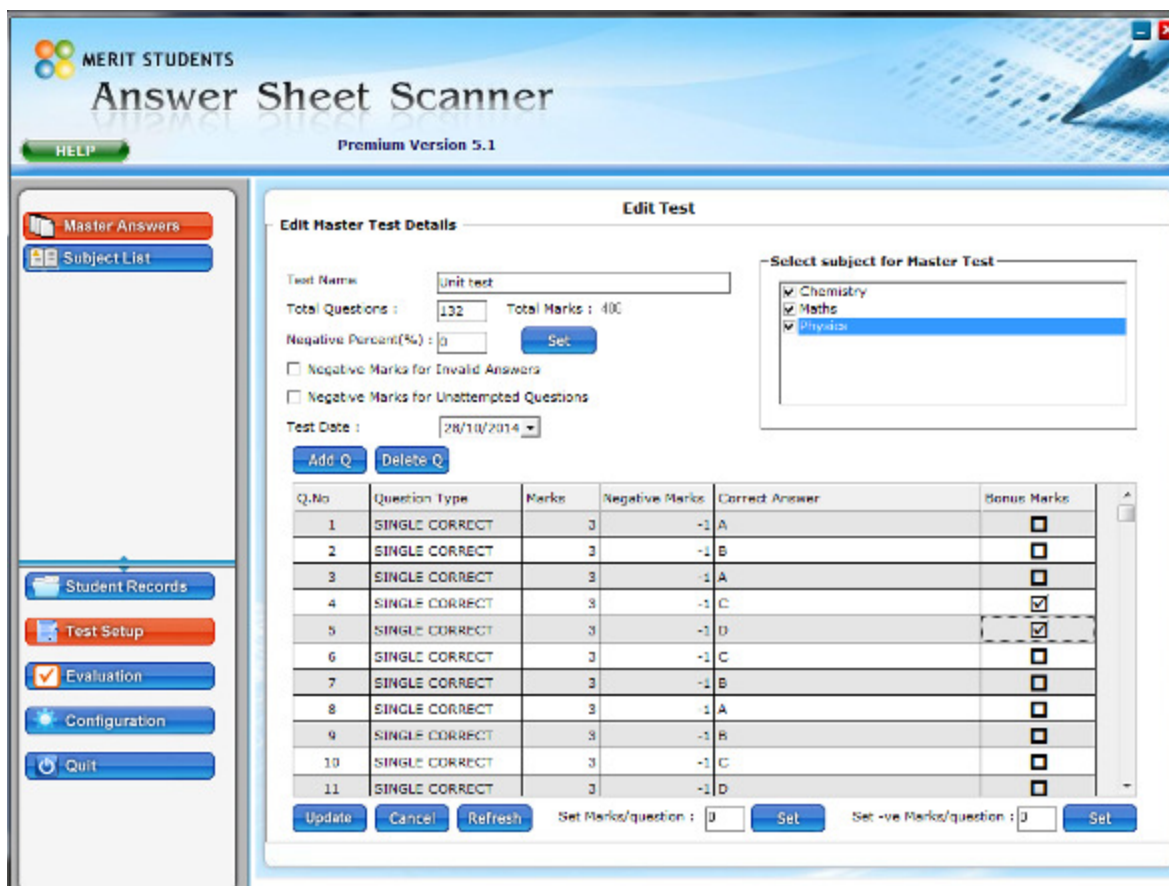 MERIT STUDENTS
Answer Sheet Scanner
Premium Version 5.1
HELP
Master Answers
Subject List
Student Records
Test Setup
Evaluation
Configuration
Quit
Edit Test
Edit Master Test Details
Test Name Unit test
Total Questions : 132 Total Marks :
Negative Percent(%) : 0 Set
Negative Marks for Invalid Answers
Negative Marks for Unattempted Questions
Test Date : 28/10/2014
Select subject for Master Test
Chemistry
Maths
Physics
Add Q Delete Q
Q.No Question Type Marks Negative Marks Correct Answer Bonus Marks
1 SINGLE CORRECT 3 -1 A
2 SINGLE CORRECT 3 -1 B
3 SINGLE CORRECT 3 -1 A
4 SINGLE CORRECT 3 -1 C
5 SINGLE CORRECT 3 -1 D
6 SINGLE CORRECT 3 -1 C
7 SINGLE CORRECT 3 -1 B
8 SINGLE CORRECT 3 -1 A
9 SINGLE CORRECT 3 -1 B
10 SINGLE CORRECT 3 -1 C
11 SINGLE CORRECT 3 -1 D
Update Cancel Refresh Set Marks/question : 0 Set Set -ve Marks/question : 0 Set